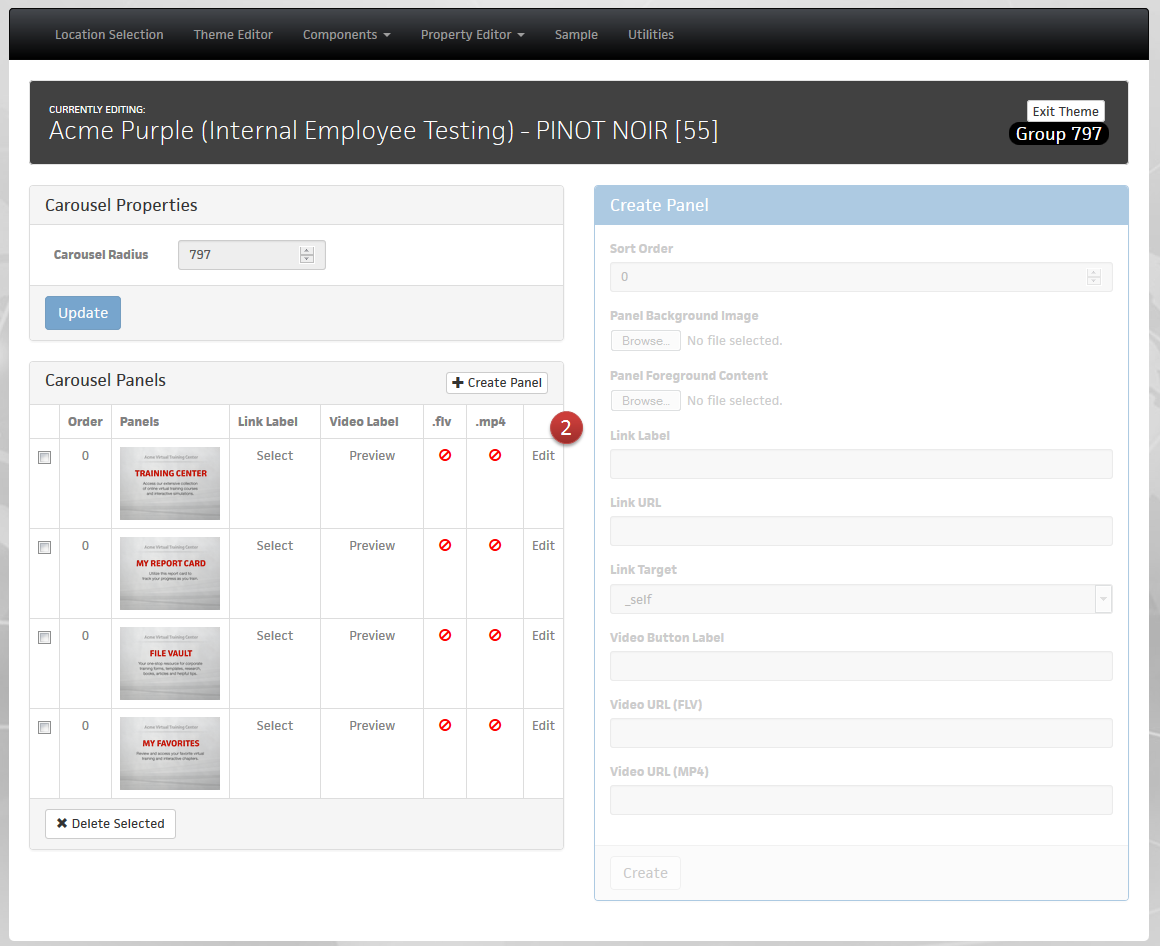 Location Selection Theme Editor Components Property Editor Sample Utilities
CURRENTLY EDITING:
Acme Purple (Internal Employee Testing) - PINOT NOIR [55]
Exit Theme
Group 797
Carousel Properties
Carousel Radius 797
Update
Carousel Panels
Create Panel
Order Panels Link Label Video Label .flv .mp4
2
0 Select Preview Edit
Acme Virtual Training Center
TRAINING CENTER
Access our extensive collection
of online virtual training courses
and interactive simulations.
0 Select Preview Edit
Acme Virtual Training Center
MY REPORT CARD
Utilize this report card to
track your progress as you train.
0 Select Preview Edit
Acme Virtual Training Center
FILE VAULT
Your one-stop resource for corporate
training forms, templates, research,
books, articles and helpful tips.
0 Select Preview Edit
Acme Virtual Training Center
MY FAVORITES
Preview and access your favorite virtual
training and interactive chapters.
Delete Selected
Create Panel
Sort Order
0
Panel Background Image
Browse... No file selected.
Panel Foreground Content
Browse... No file selected.
Link Label
Link URL
Link Target
_self
Video Button Label
Video URL (FLV)
Video URL (MP4)
Create